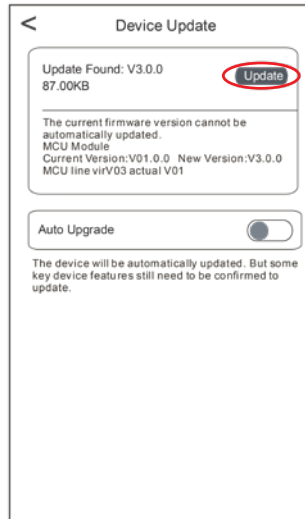 < Device Update
Update Found: V3.0.0
87.00KB
Update
The current firmware version cannot be
automatically updated.
MCU Module
Current Version:V01.0.0 New Version:V3.0.0
MCU line virV03 actual V01
Auto Upgrade
The device will be automatically updated. But some
key device features still need to be confirmed to
update.